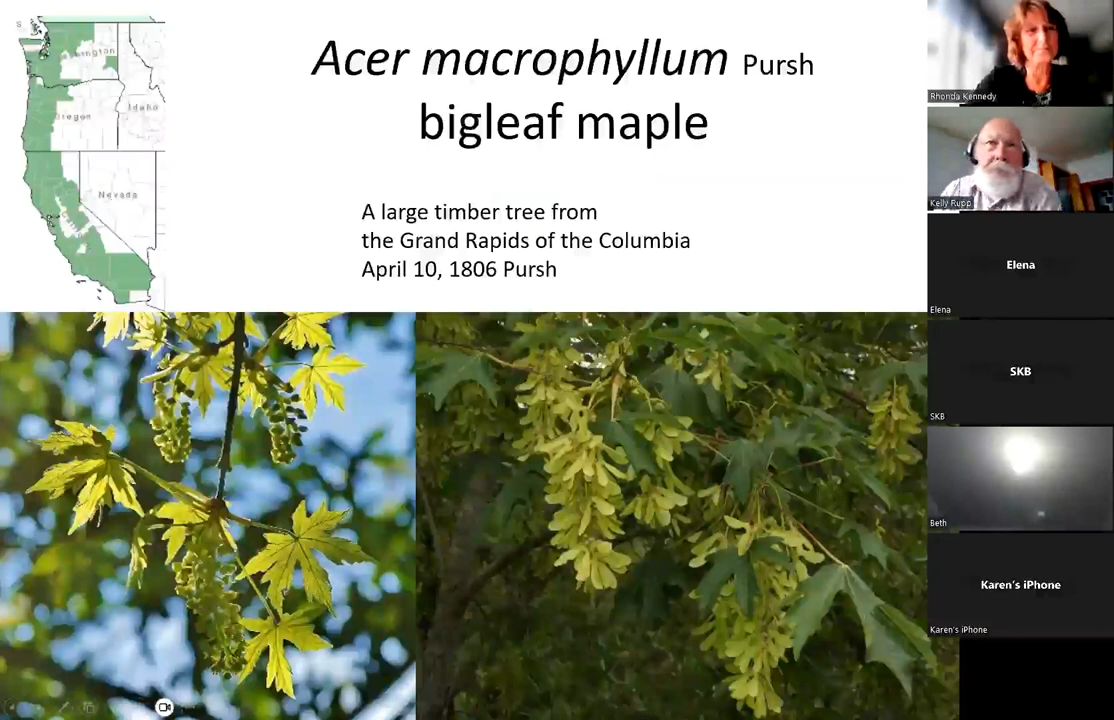 Acer macrophyllum Pursh
bigleaf maple
A large timber tree from
the Grand Rapids of the Columbia
April 10, 1806 Pursh
Idaho
Nevada
Rhonda Kennedy
Kelly Rupp
Elena
Elena
SKB
SKB
Beth
Karen's iPhone
Karen's iPhone